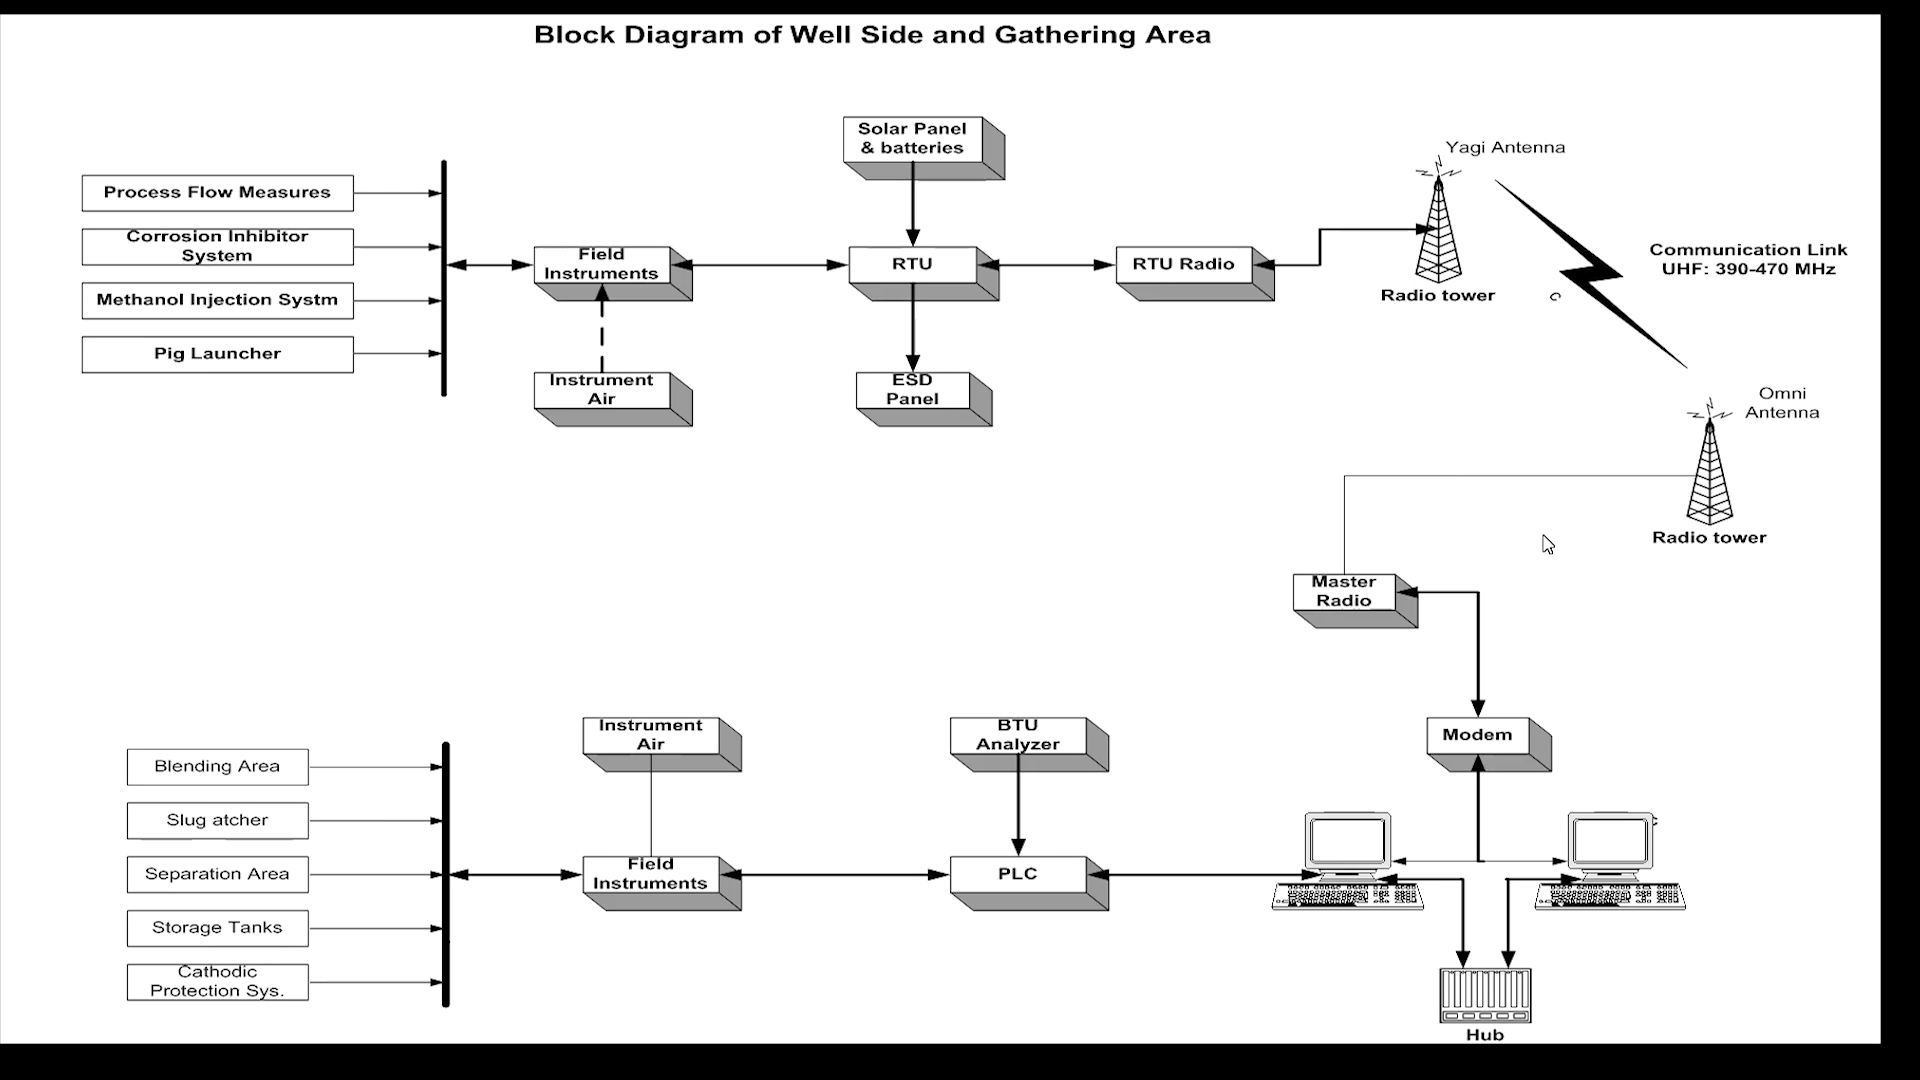 Block Diagram of Well Side and Gathering Area
Solar Panel
& batteries
Yagi Antenna
Process Flow Measures
Corrosion Inhibitor
System
Methanol Injection Systm
Pig Launcher
Field
Instruments
RTU
RTU Radio
Communication Link
UHF: 390-470 MHz
Radio tower
c
Instrument
Air
ESD
Panel
Omni
Antenna
Radio tower
Master
Radio
Instrument
Air
BTU
Analyzer
Modem
Blending Area
Slug atcher
Separation Area
Storage Tanks
Cathodic
Protection Sys.
Field
Instruments
PLC
Hub